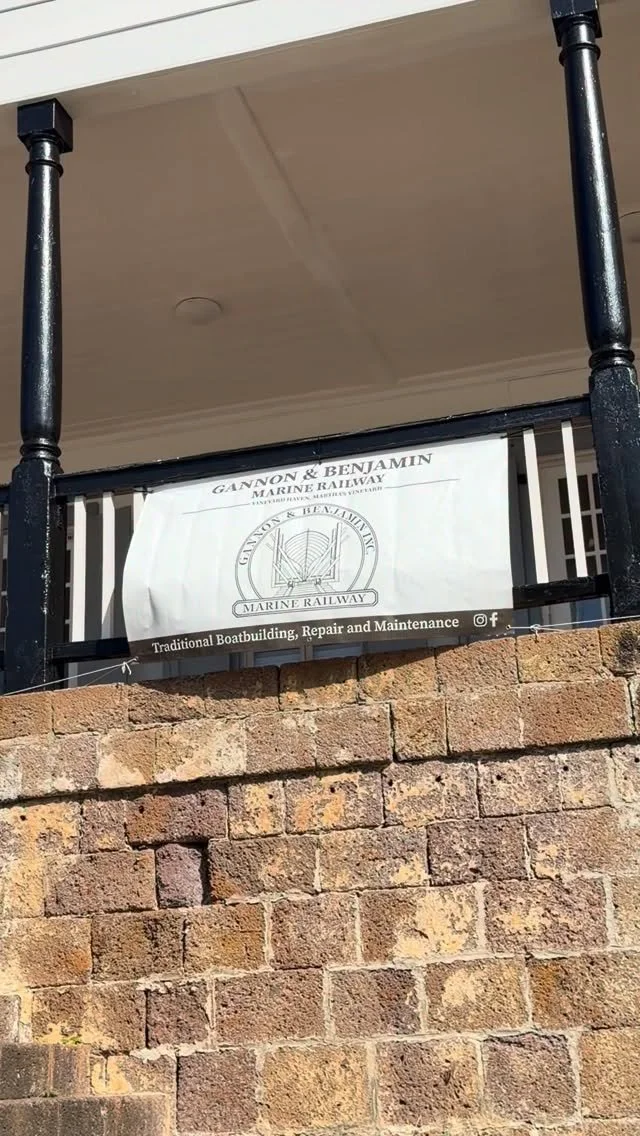 GANNON & BENJAMIN
MARINE RAILWAY
VINEYARD HAVEN, MARTHA'S VINEYARD
GANNON & BENJAMIN INC.
MARINE RAILWAY
Traditional Boatbuilding, Repair and Maintenance